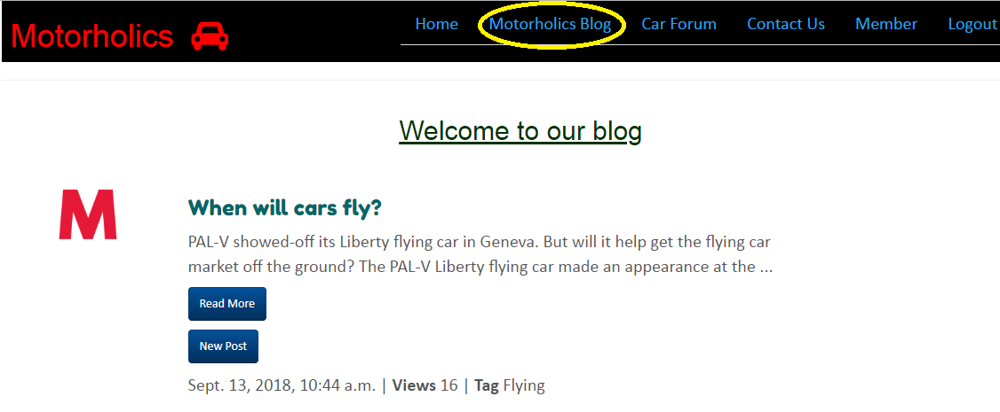 Motorholics
Home Motorholics Blog Car Forum Contact Us Member Logout
Welcome to our blog
M
When will cars fly?
PAL-V showed-off its Liberty flying car in Geneva. But will it help get the flying car
market off the ground? The PAL-V Liberty flying car made an appearance at the ...
Read More
New Post
Sept. 13, 2018, 10:44 a.m. | Views 16 | Tag Flying